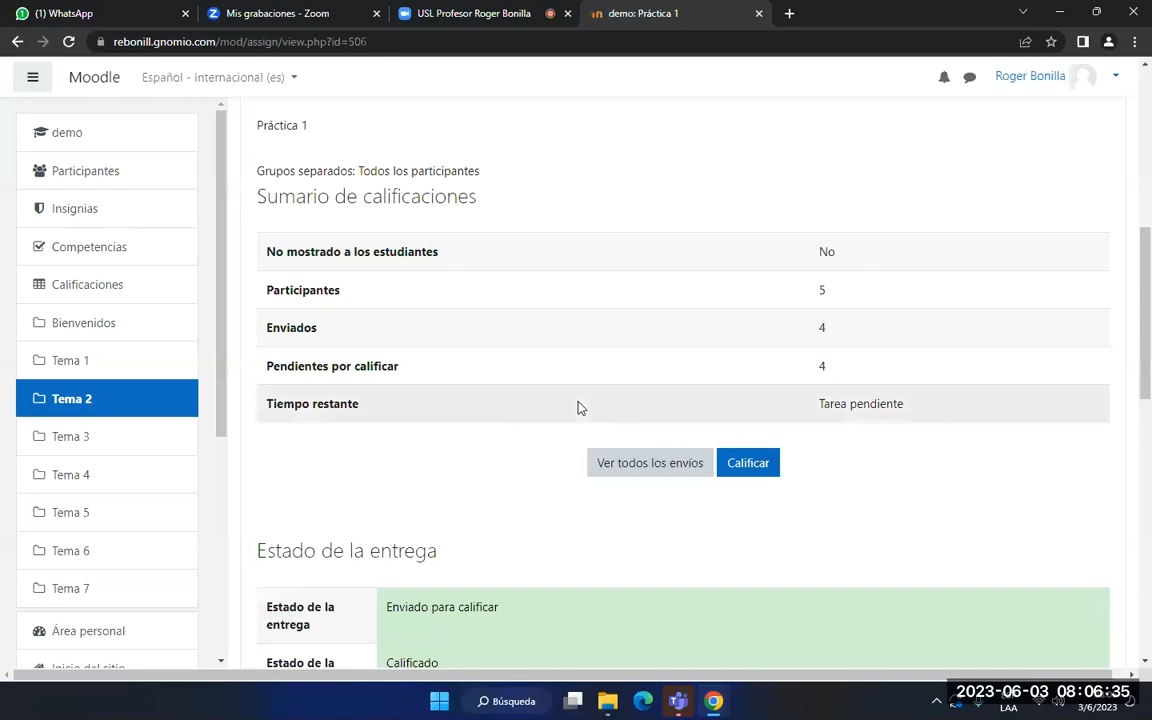 (1) WhatsApp
Mis grabaciones - Zoom
USL Profesor Roger Bonilla
demo: Práctica 1
rebonill.gnomio.com/mod/assign/view.php?id=506
Moodle
Español - Internacional (es)
Roger Bonilla
demo
Participantes
Insignias
Competencias
Calificaciones
Bienvenidos
Tema 1
Tema 2
Tema 3
Tema 4
Tema 5
Tema 6
Tema 7
Área personal
Inicio del sitio
Práctica 1
Grupos separados: Todos los participantes
Sumario de calificaciones
No mostrado a los estudiantes No
Participantes 5
Enviados 4
Pendientes por calificar 4
Tiempo restante Tarea pendiente
Ver todos los envíos Calificar
Estado de la entrega
Estado de la entrega Enviado para calificar
Estado de la Calificado
Búsqueda
2023-06-03 08:06:35
LAA
3/6/2023